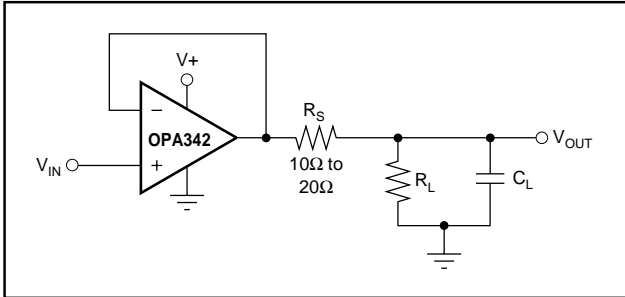 V+
R_S
−
OPA342
V_OUT
V_IN
+
10Ω to
20Ω
R_L
C_L